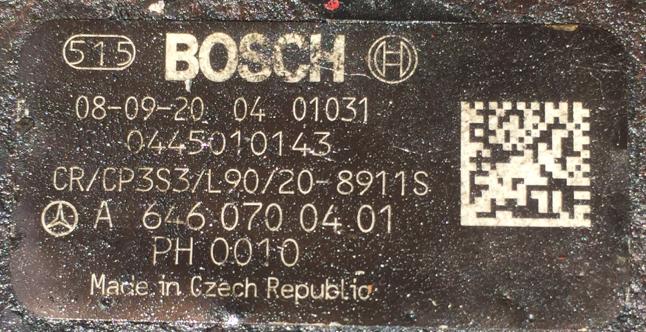 515 BOSCH
08-09-20 04 01031
0445010143
CR/CP3S3/L90/20-8911S
A 646 070 04 01
PH 0010
Made in Czech Republic